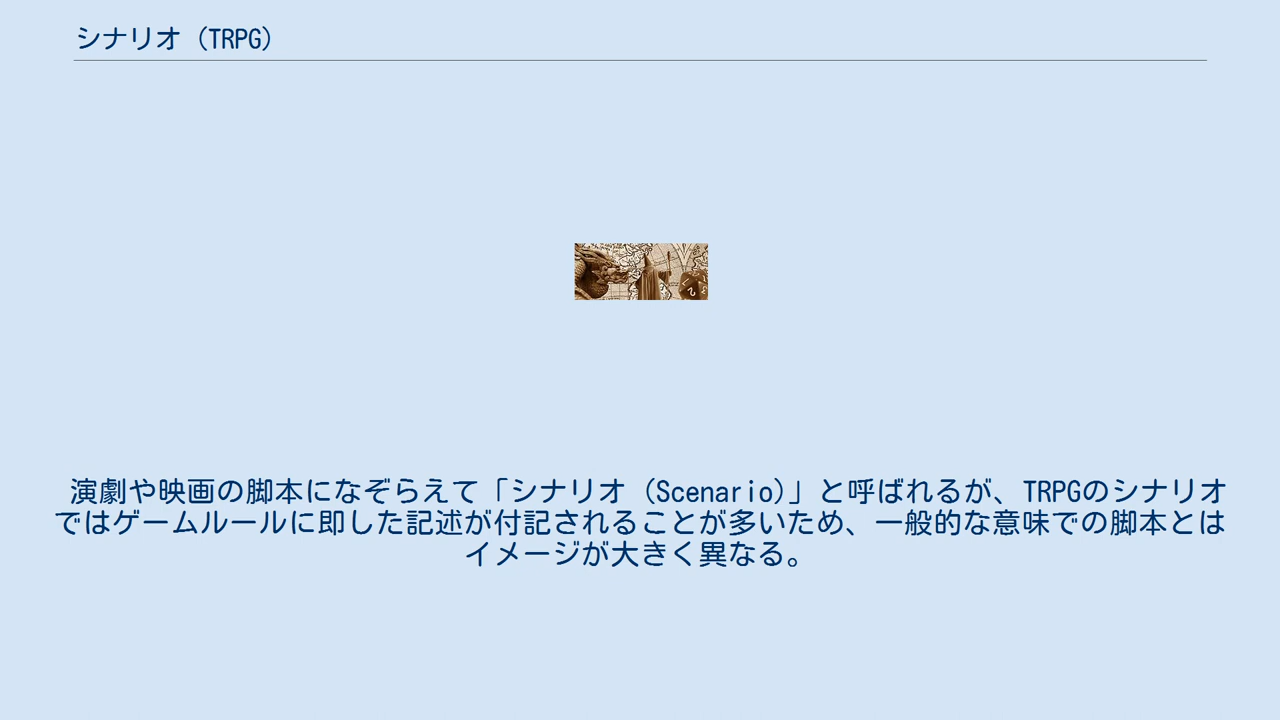 シナリオ（TRPG）
演劇や映画の脚本になぞらえて「シナリオ（Scenario）」と呼ばれるが、TRPGのシナリオ
ではゲームルールに即した記述が付記されることが多いため、一般的な意味での脚本とは
イメージが大きく異なる。